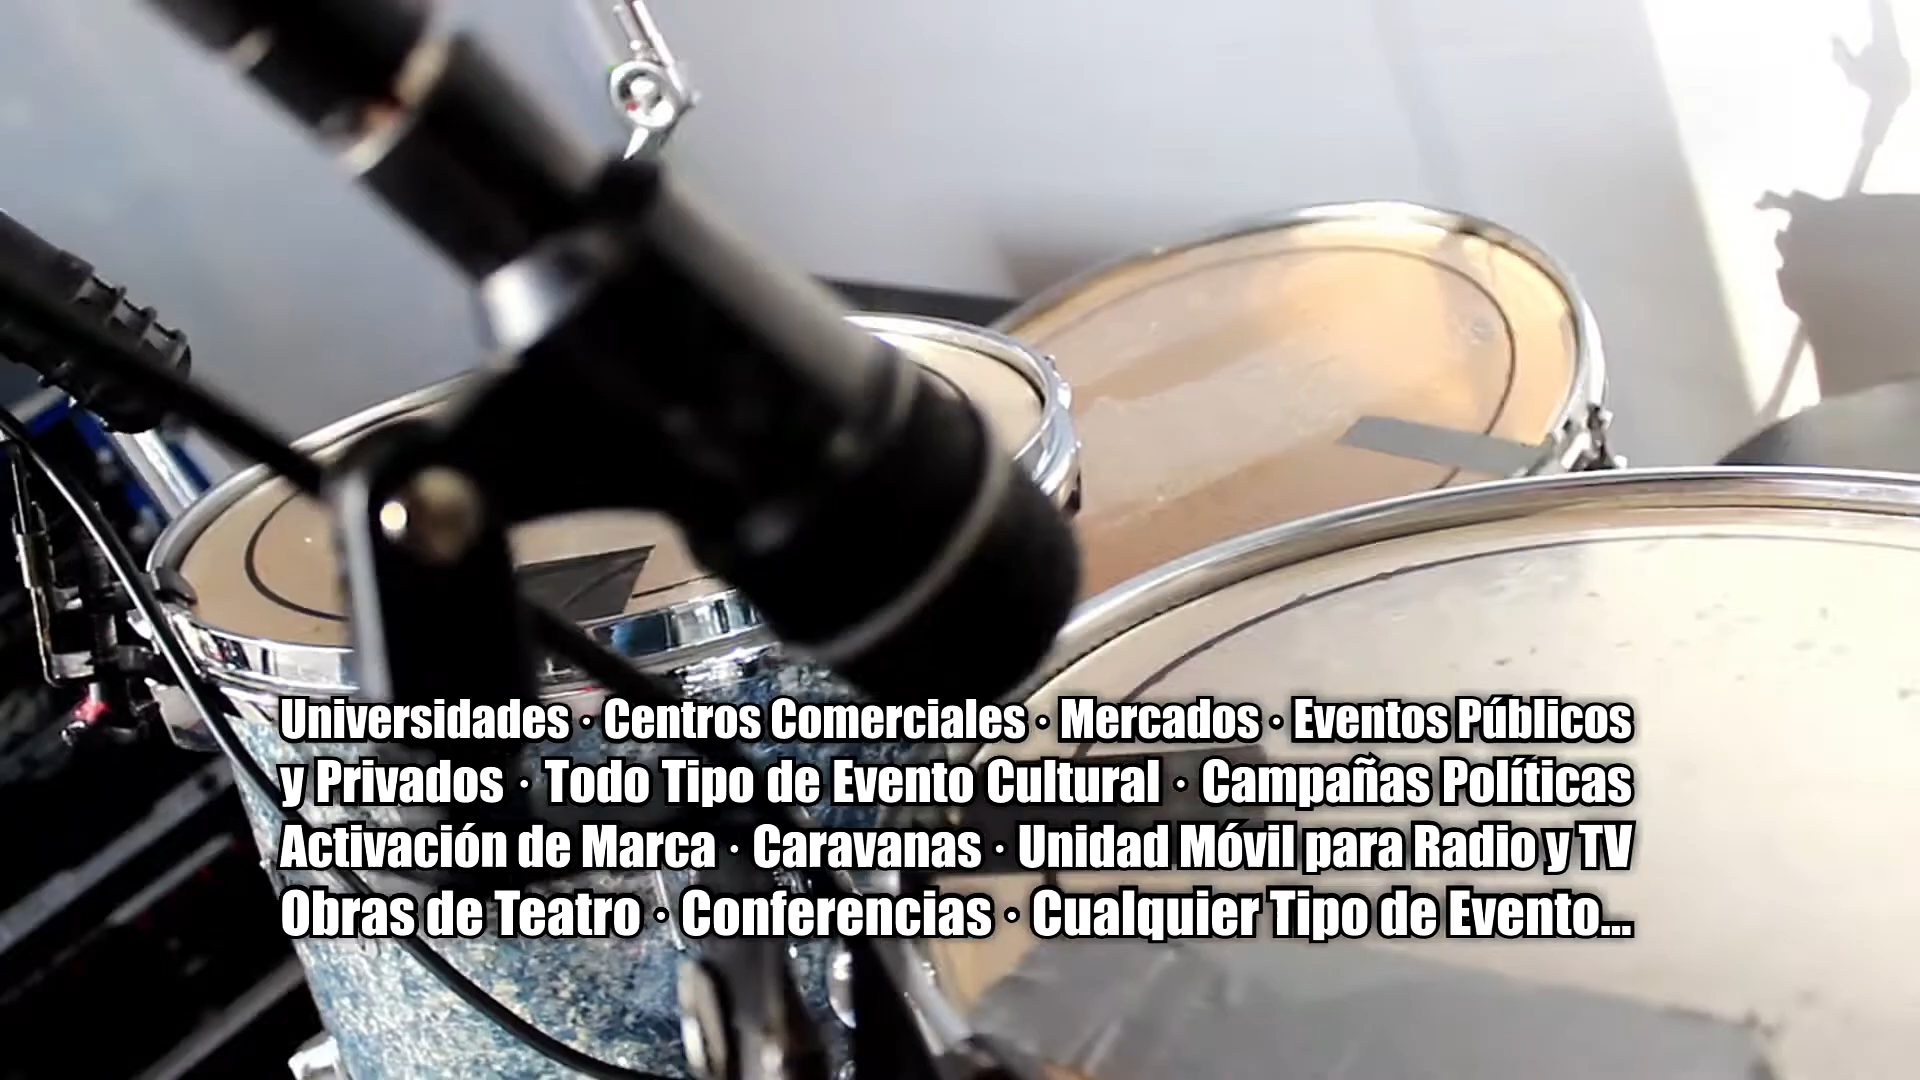 Universidades · Centros Comerciales · Mercados · Eventos Públicos
y Privados · Todo Tipo de Evento Cultural · Campañas Políticas
Activación de Marca · Caravanas · Unidad Móvil para Radio y TV
Obras de Teatro · Conferencias · Cualquier Tipo de Evento...